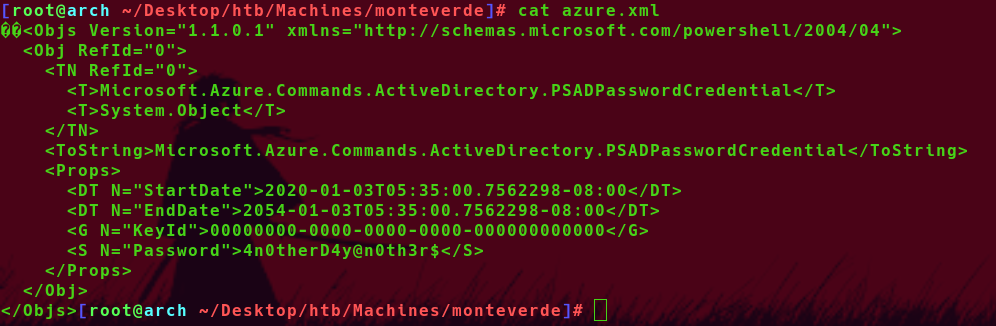 [root@arch ~/Desktop/htb/Machines/monteverde]# cat azure.xml
��<Objs Version="1.1.0.1" xmlns="http://schemas.microsoft.com/powershell/2004/04">
  <Obj RefId="0">
    <TN RefId="0">
      <T>Microsoft.Azure.Commands.ActiveDirectory.PSADPasswordCredential</T>
      <T>System.Object</T>
    </TN>
    <ToString>Microsoft.Azure.Commands.ActiveDirectory.PSADPasswordCredential</ToString>
    <Props>
      <DT N="StartDate">2020-01-03T05:35:00.7562298-08:00</DT>
      <DT N="EndDate">2054-01-03T05:35:00.7562298-08:00</DT>
      <G N="KeyId">00000000-0000-0000-0000-000000000000</G>
      <S N="Password">4n0therD4y@n0th3r$</S>
    </Props>
  </Obj>
</Objs>[root@arch ~/Desktop/htb/Machines/monteverde]#